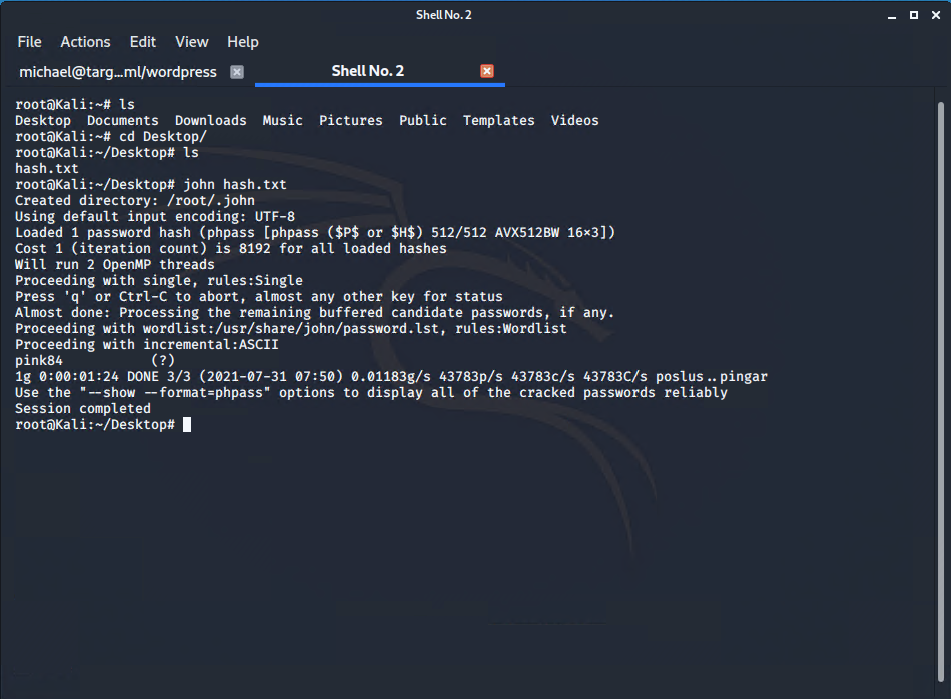 Shell No. 2
File Actions Edit View Help
michael@targ…ml/wordpress Shell No. 2
root@Kali:~# ls
Desktop Documents Downloads Music Pictures Public Templates Videos
root@Kali:~# cd Desktop/
root@Kali:~/Desktop# ls
hash.txt
root@Kali:~/Desktop# john hash.txt
Created directory: /root/.john
Using default input encoding: UTF-8
Loaded 1 password hash (phpass [phpass ($P$ or $H$) 512/512 AVX512BW 16×3])
Cost 1 (iteration count) is 8192 for all loaded hashes
Will run 2 OpenMP threads
Proceeding with single, rules:Single
Press 'q' or Ctrl-C to abort, almost any other key for status
Almost done: Processing the remaining buffered candidate passwords, if any.
Proceeding with wordlist:/usr/share/john/password.lst, rules:Wordlist
Proceeding with incremental:ASCII
pink84 (?)
1g 0:00:01:24 DONE 3/3 (2021-07-31 07:50) 0.01183g/s 43783p/s 43783c/s 43783C/s poslus..pingar
Use the "--show --format=phpass" options to display all of the cracked passwords reliably
Session completed
root@Kali:~/Desktop#